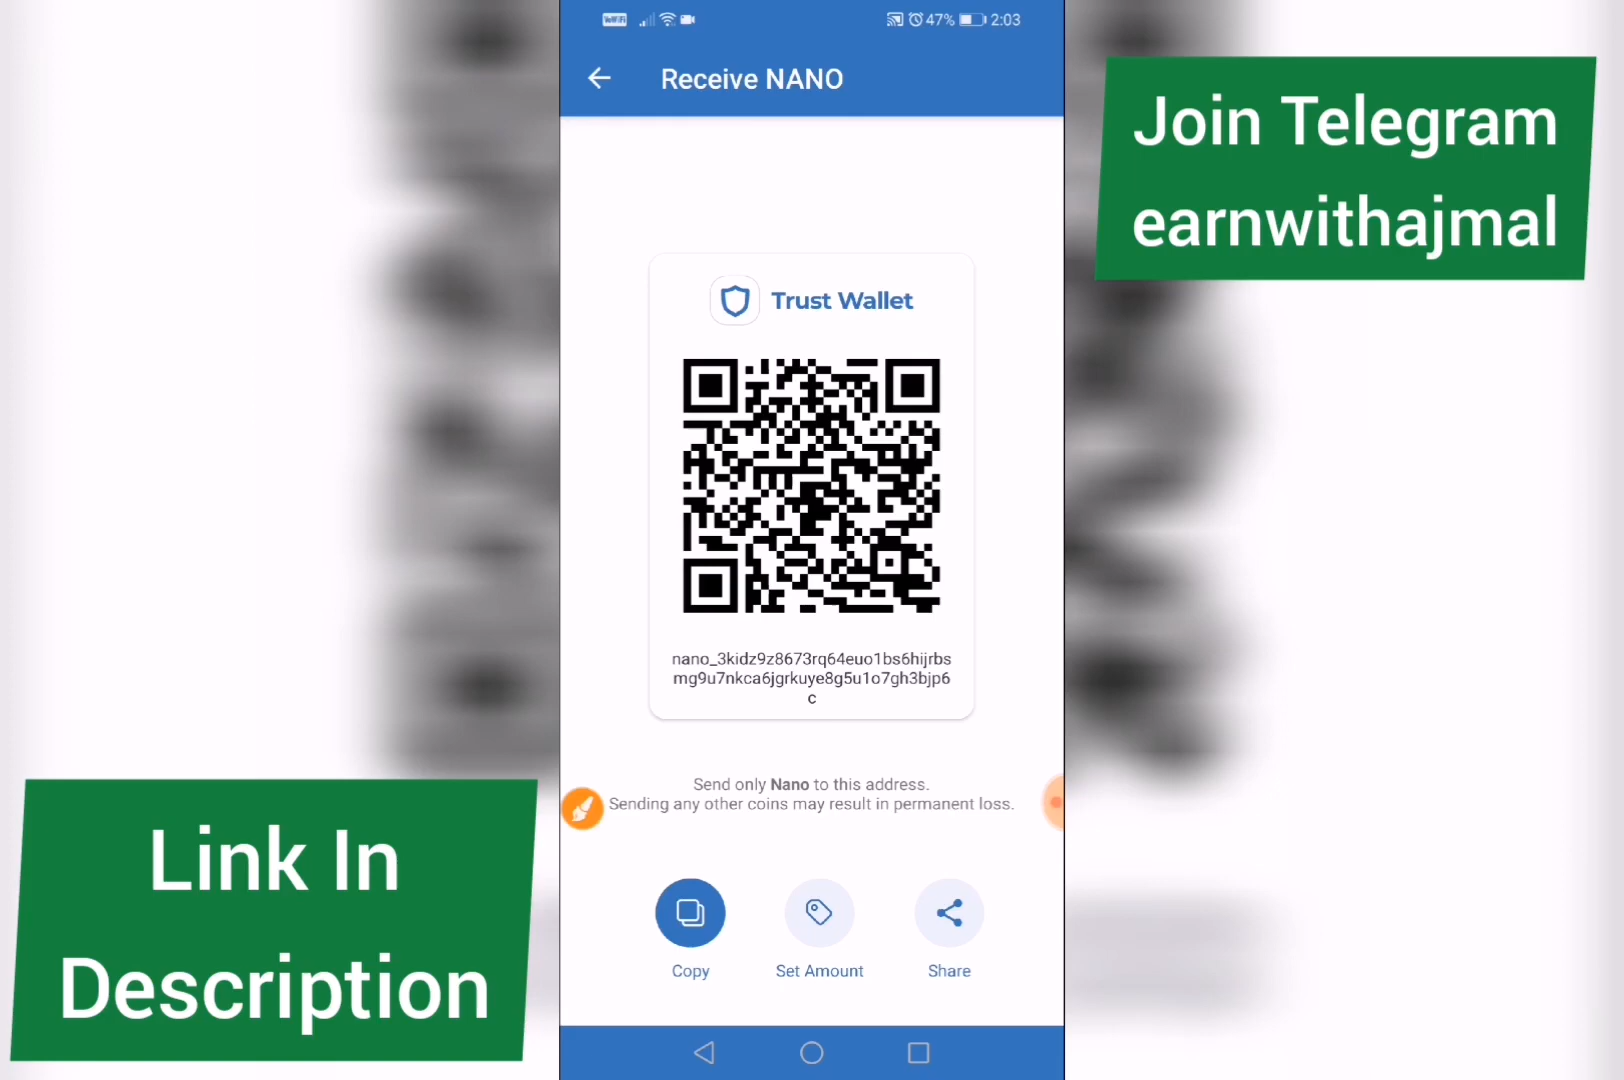 VoWiFi
47%
2:03
Receive NANO
Join Telegram
earnwithajmal
Trust Wallet
nano_3kidz9z8673rq64euo1bs6hijrbs
mg9u7nkca6jgrkuye8g5u1o7gh3bjp6
c
Send only Nano to this address.
Sending any other coins may result in permanent loss.
Link In
Description
Copy
Set Amount
Share